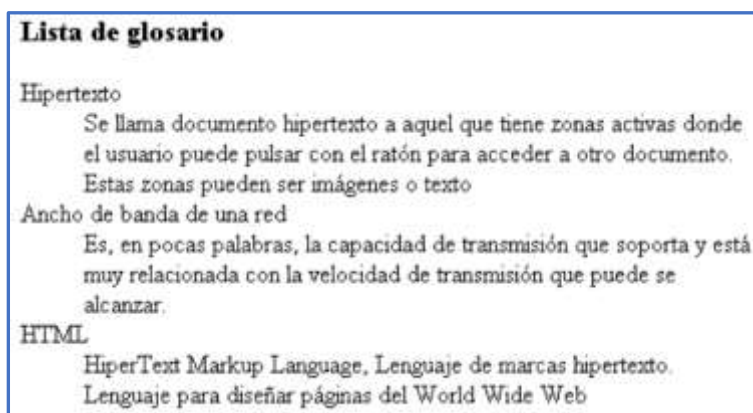 Lista de glosario
Hipertexto
Se llama documento hipertexto a aquel que tiene zonas activas donde
el usuario puede pulsar con el ratón para acceder a otro documento.
Estas zonas pueden ser imágenes o texto
Ancho de banda de una red
Es, en pocas palabras, la capacidad de transmisión que soporta y está
muy relacionada con la velocidad de transmisión que puede se
alcanzar.
HTML
HiperText Markup Language, Lenguaje de marcas hipertexto.
Lenguaje para diseñar páginas del World Wide Web